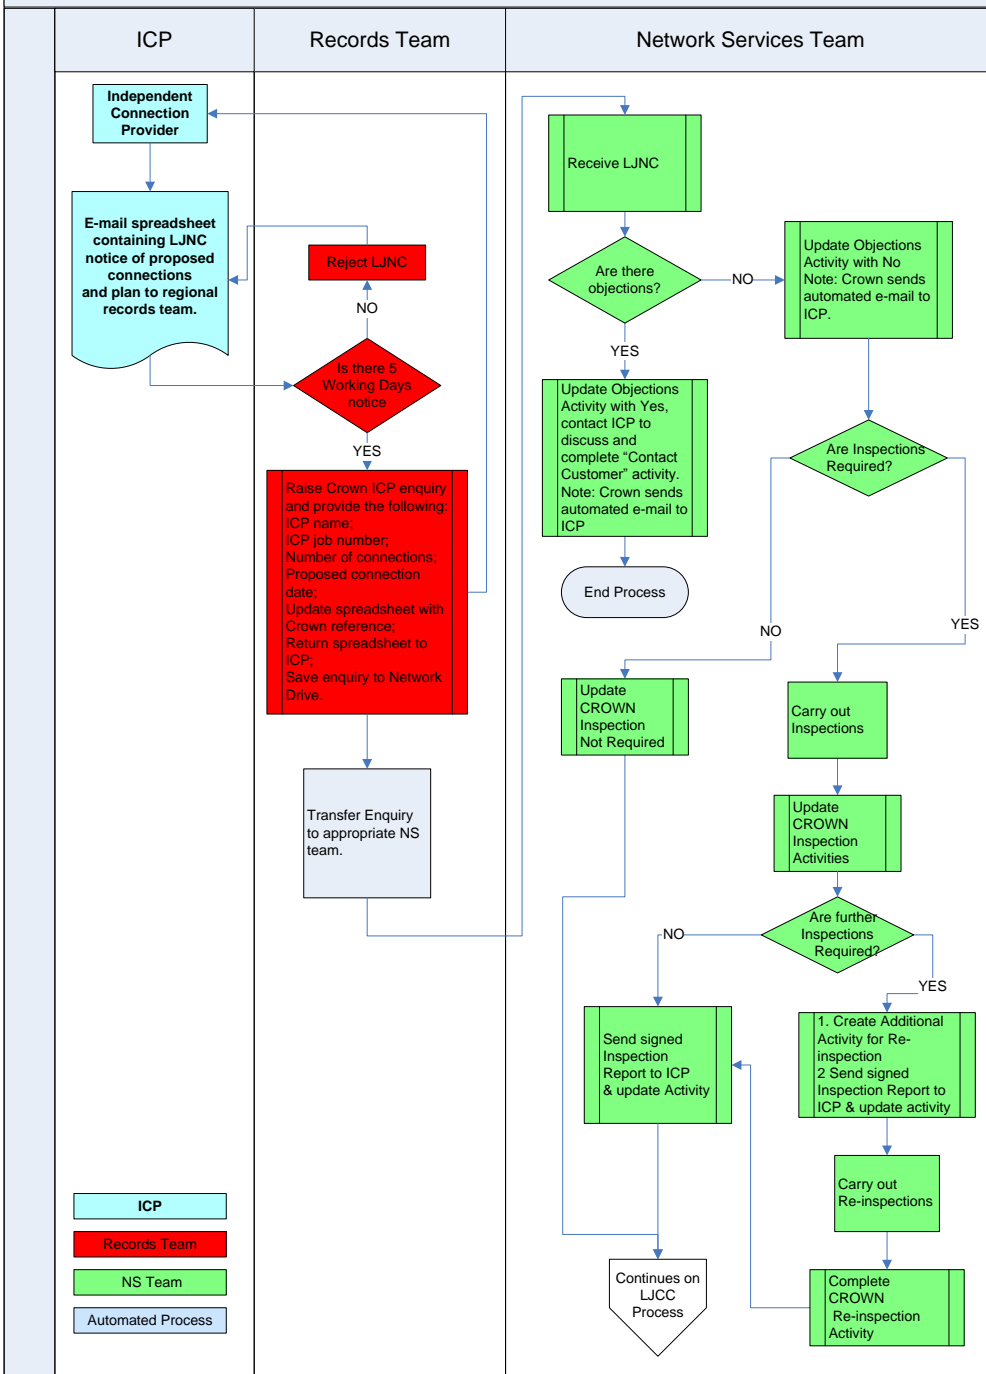 ICP
Records Team
Network Services Team
Independent
Connection
Provider
E-mail spreadsheet
containing LJNC
notice of proposed
connections
and plan to regional
records team.
Reject LJNC
NO
Is there 5
Working Days
notice
YES
Raise Crown ICP enquiry
and provide the following:
ICP name;
ICP job number;
Number of connections;
Proposed connection
date;
Update spreadsheet with
Crown reference;
Return spreadsheet to
ICP;
Save enquiry to Network
Drive.
Transfer Enquiry
to appropriate NS
team.
Receive LJNC
Are there
objections?
NO
Update Objections
Activity with No
Note: Crown sends
automated e-mail to
ICP.
YES
Update Objections
Activity with Yes,
contact ICP to
discuss and
complete “Contact
Customer” activity.
Note: Crown sends
automated e-mail to
ICP
End Process
Are Inspections
Required?
NO
YES
Update
CROWN
Inspection
Not Required
Carry out
Inspections
Update
CROWN
Inspection
Activities
Are further
Inspections
Required?
NO
YES
Send signed
Inspection
Report to ICP
& update Activity
1. Create Additional
Activity for Re-
inspection
2 Send signed
Inspection Report to
ICP & update activity
Carry out
Re-inspections
Complete
CROWN
Re-inspection
Activity
Continues on
LJCC
Process
ICP
Records Team
NS Team
Automated Process